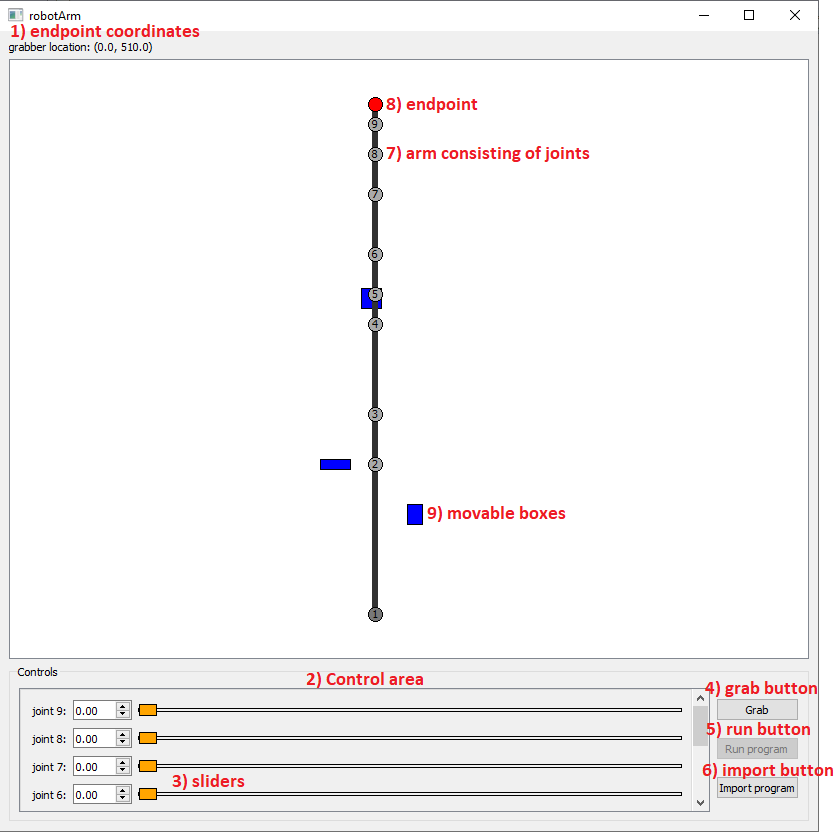 robotArm
1) endpoint coordinates
grabber location: (0.0, 510.0)
8) endpoint
9
8
7) arm consisting of joints
7
6
5
4
3
2
9) movable boxes
1
Controls
2) Control area
4) grab button
joint 9: 0.00
Grab
5) run button
joint 8: 0.00
Run program
joint 7: 0.00
6) import button
3) sliders
Import program
joint 6: 0.00